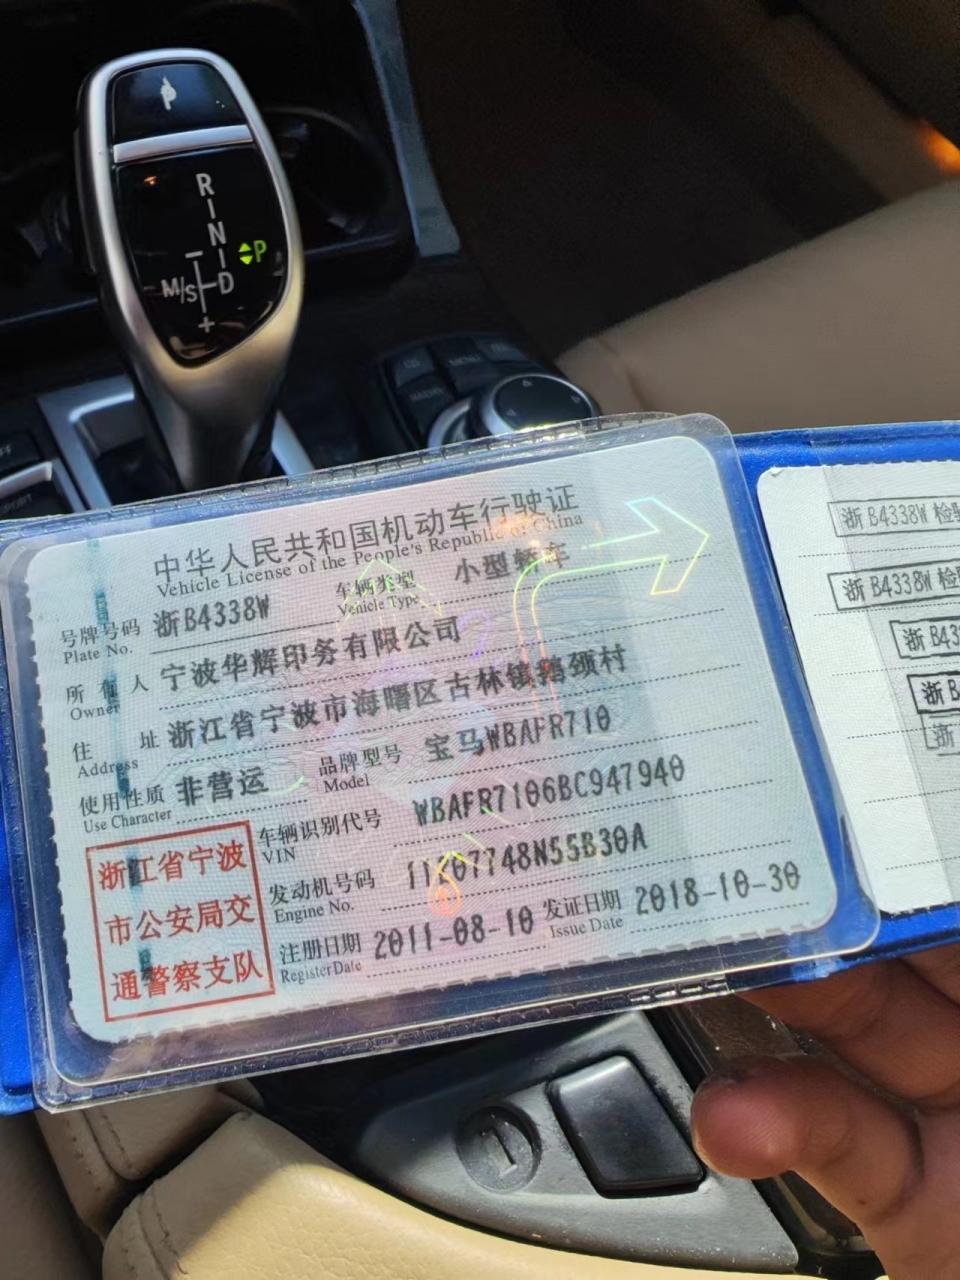 P
R
N
P
M/S
D
+
MENU
中华人民共和国机动车行驶证
Vehicle License of the People's Republic of China
号牌号码 浙B4338W 车辆类型 小型轿车
Plate No. Vehicle Type
所有人 宁波华辉印务有限公司
Owner
住址 浙江省宁波市海曙区古林镇鹅颈村
Address
使用性质 非营运 品牌型号 宝马WBAFR710
Use Character Model
车辆识别代号 WBAFR7106BC947940
VIN
发动机号码 11207748N55B30A
Engine No.
注册日期 2011-08-10 发证日期 2018-10-30
Register Date Issue Date
浙江省宁波
市公安局交
通警察支队
浙B4338W 检验
浙B4338W 检验
浙B43
浙B
浙